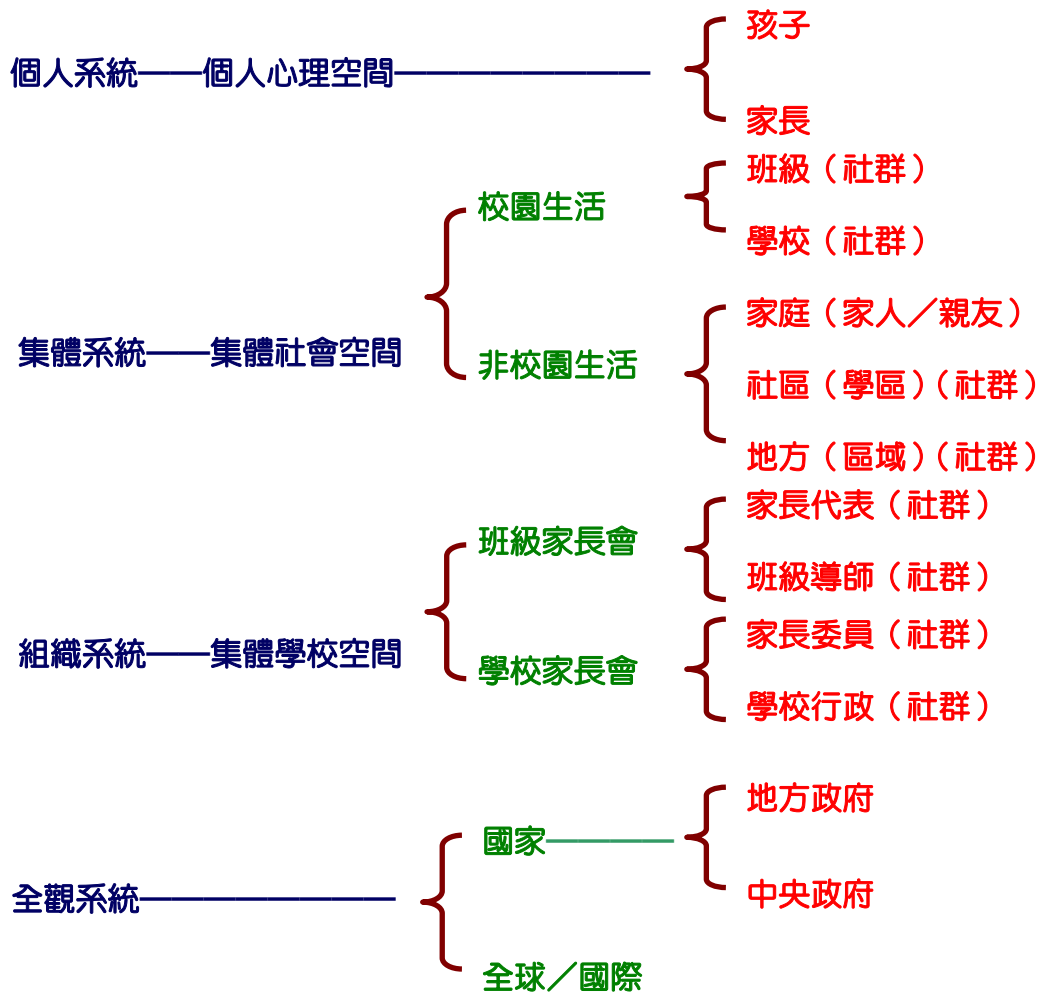 孩子
個人系統——個人心理空間————————
家長
班級（社群）
校園生活
學校（社群）
家庭（家人／親友）
集體系統——集體社會空間
非校園生活
社區（學區）（社群）
地方（區域）（社群）
家長代表（社群）
班級家長會
班級導師（社群）
家長委員（社群）
組織系統——集體學校空間
學校家長會
學校行政（社群）
地方政府
國家————
中央政府
全觀系統————————
全球／國際